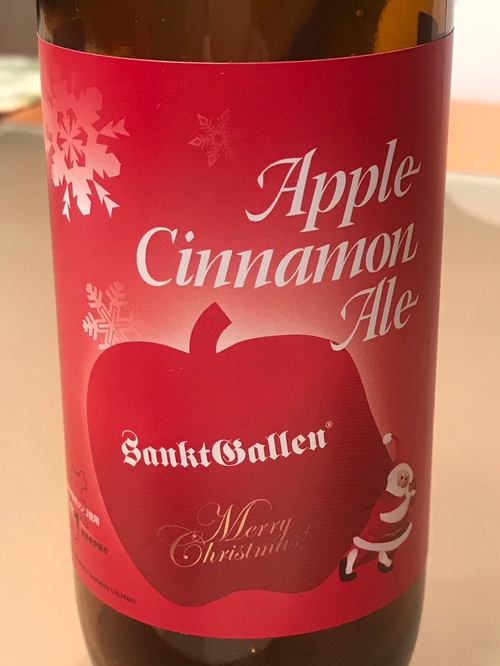 Apple
Cinnamon
Ale
SanktGallen®
Merry
Christmas!